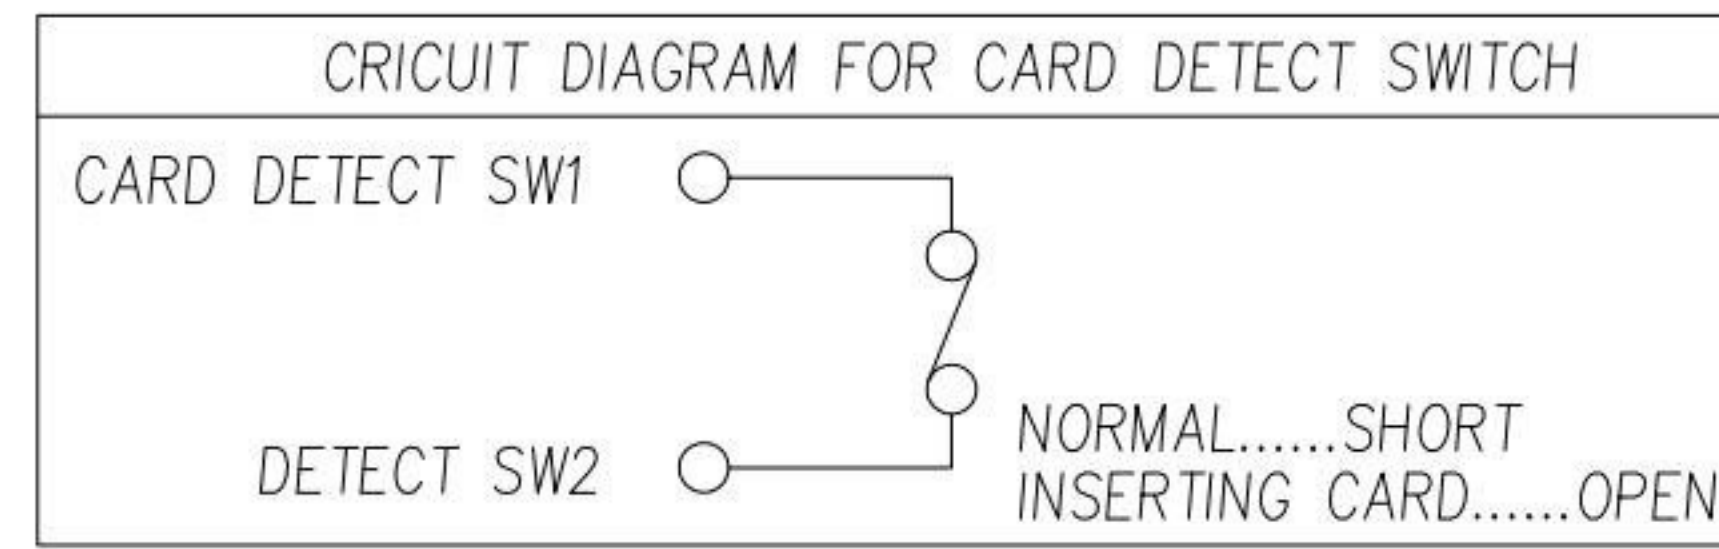 CRICUIT DIAGRAM FOR CARD DETECT SWITCH
CARD DETECT SW1
DETECT SW2
NORMAL......SHORT
INSERTING CARD......OPEN